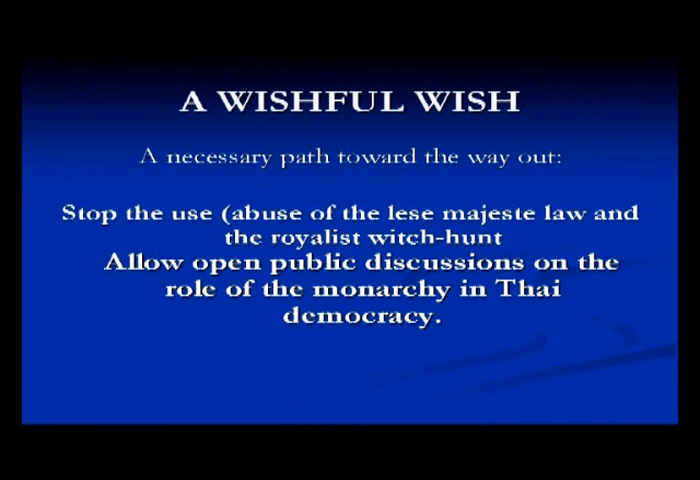 A WISHFUL WISH
A necessary path toward the way out:
Stop the use (abuse of the lese majeste law and
the royalist witch-hunt
Allow open public discussions on the
role of the monarchy in Thai
democracy.